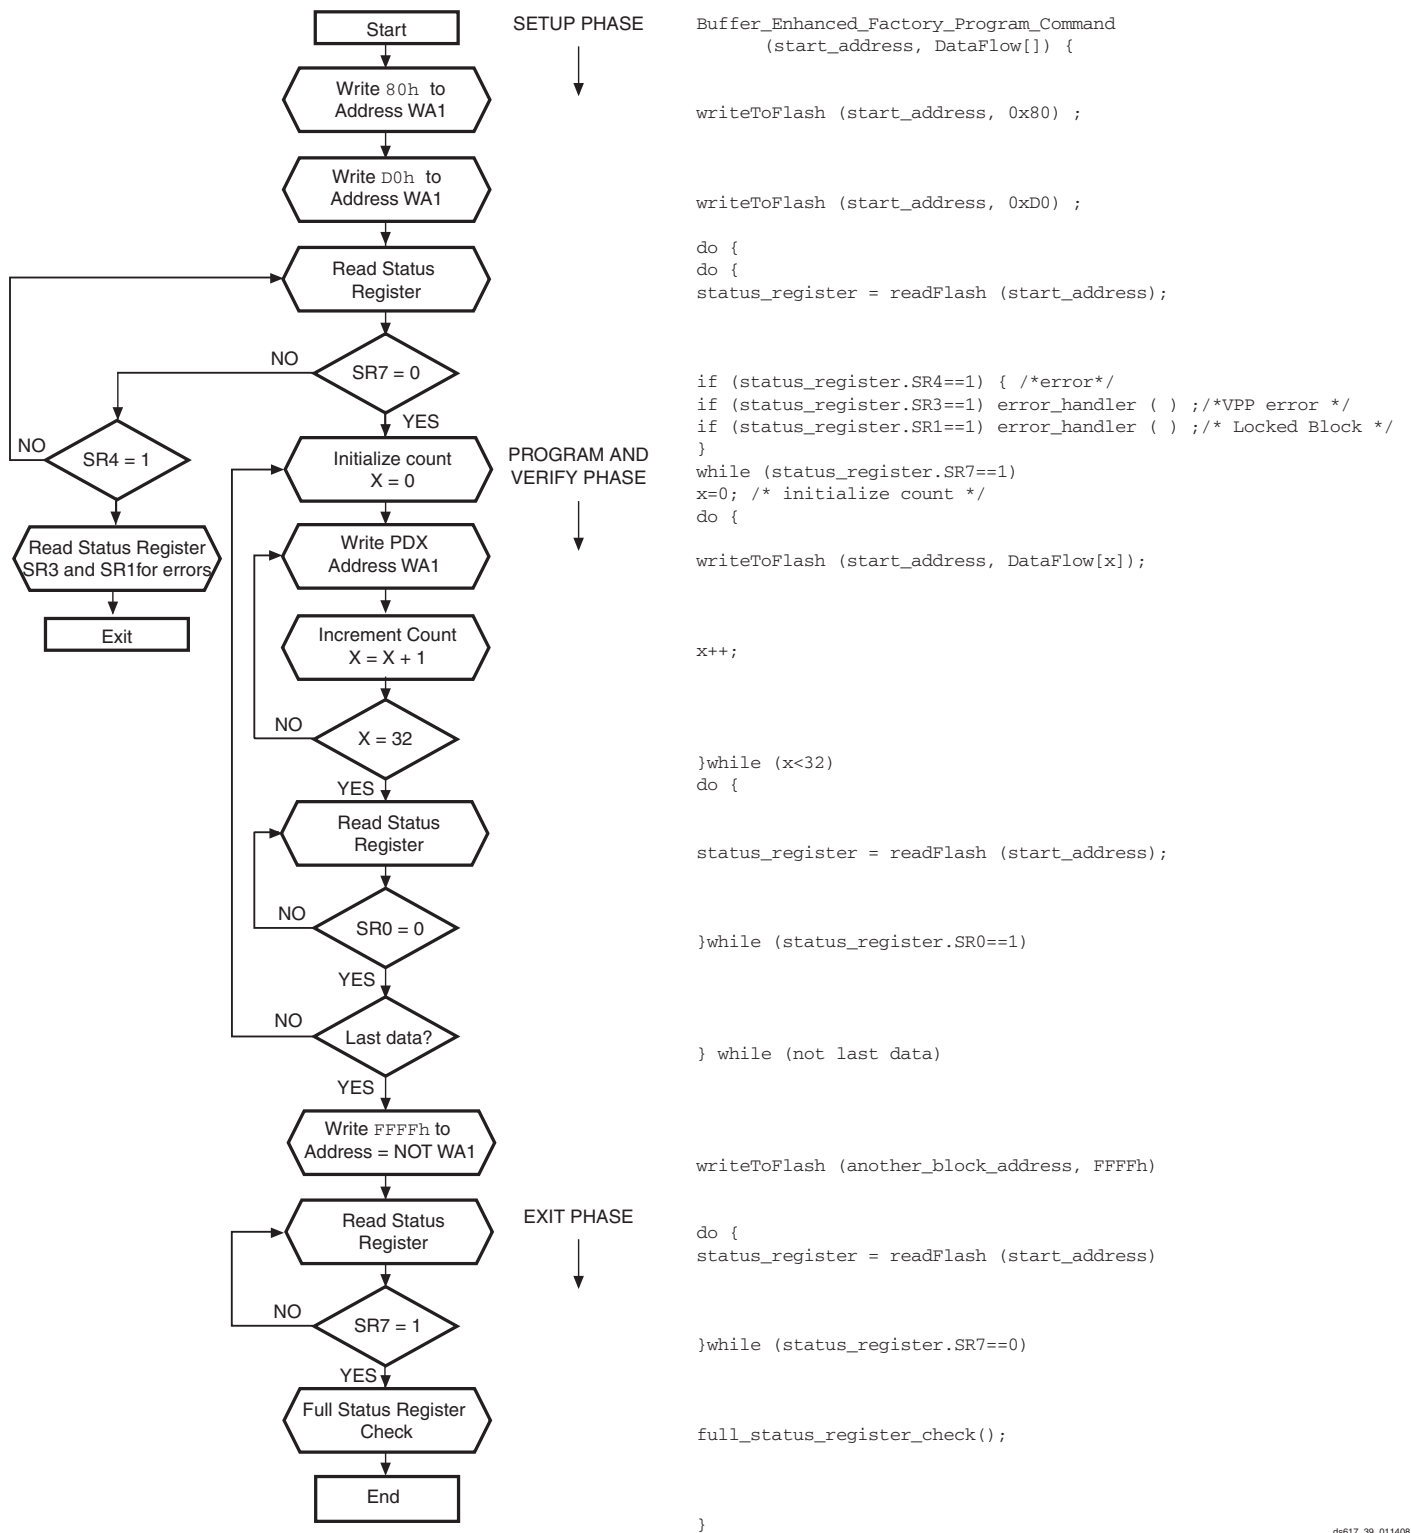 Start
SETUP PHASE
Write 80h to
Address WA1
Write D0h to
Address WA1
Read Status
Register
NO
SR7 = 0
YES
NO
SR4 = 1
Read Status Register
SR3 and SR1for errors
Exit
Initialize count
X = 0
PROGRAM AND
VERIFY PHASE
Write PDX
Address WA1
Increment Count
X = X + 1
NO
X = 32
YES
Read Status
Register
NO
SR0 = 0
YES
NO
Last data?
YES
Write FFFFh to
Address = NOT WA1
Read Status
Register
EXIT PHASE
NO
SR7 = 1
YES
Full Status Register
Check
End
Buffer_Enhanced_Factory_Program_Command
(start_address, DataFlow[]) {
writeToFlash (start_address, 0x80) ;
writeToFlash (start_address, 0xD0) ;
do {
do {
status_register = readFlash (start_address);
if (status_register.SR4==1) { /*error*/
if (status_register.SR3==1) error_handler ( ) ;/*VPP error */
if (status_register.SR1==1) error_handler ( ) ;/* Locked Block */
}
while (status_register.SR7==1)
x=0; /* initialize count */
do {
writeToFlash (start_address, DataFlow[x]);
x++;
}while (x<32)
do {
status_register = readFlash (start_address);
}while (status_register.SR0==1)
} while (not last data)
writeToFlash (another_block_address, FFFFh)
do {
status_register = readFlash (start_address)
}while (status_register.SR7==0)
full_status_register_check();
}
ds617_39_011408